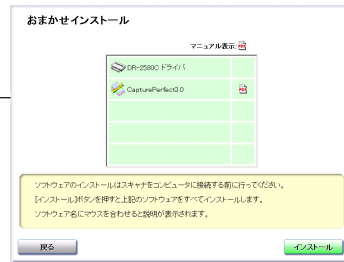 おまかせインストール
マニュアル表示:
DR-2580C ドライバ
CapturePerfect3.0
ソフトウェアのインストールはスキャナをコンピュータに接続する前に行ってください。
[インストール]ボタンを押すと上記のソフトウェアをすべてインストールします。
ソフトウェア名にマウスを合わせると説明が表示されます。
戻る
インストール